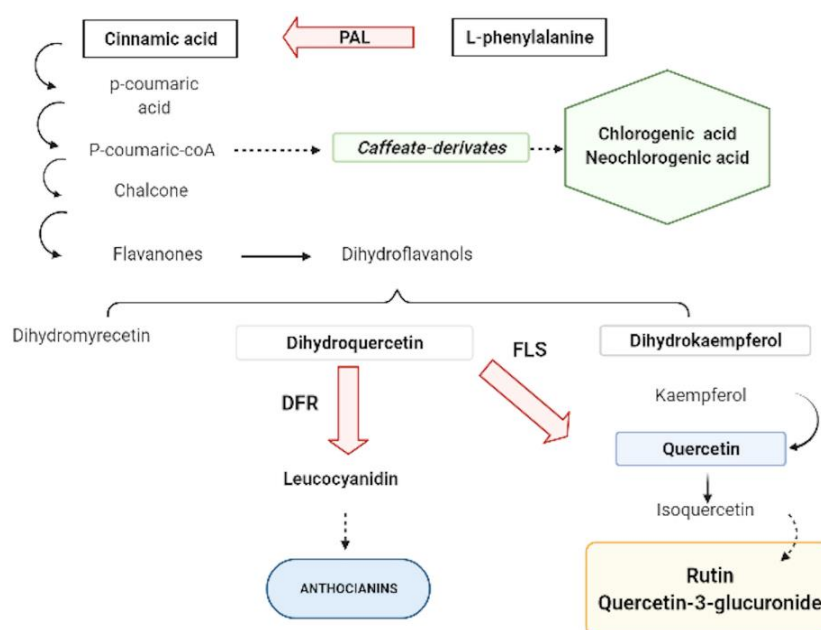 Cinnamic acid
PAL
L-phenylalanine
p-coumaric
acid
P-coumaric-coA
Caffeate-derivates
Chlorogenic acid
Neochlorogenic acid
Chalcone
Flavanones
Dihydroflavanols
Dihydromyrecetin
Dihydroquercetin
FLS
Dihydrokaempferol
DFR
Kaempferol
Quercetin
Leucocyanidin
Isoquercetin
ANTHOCIANINS
Rutin
Quercetin-3-glucuronide